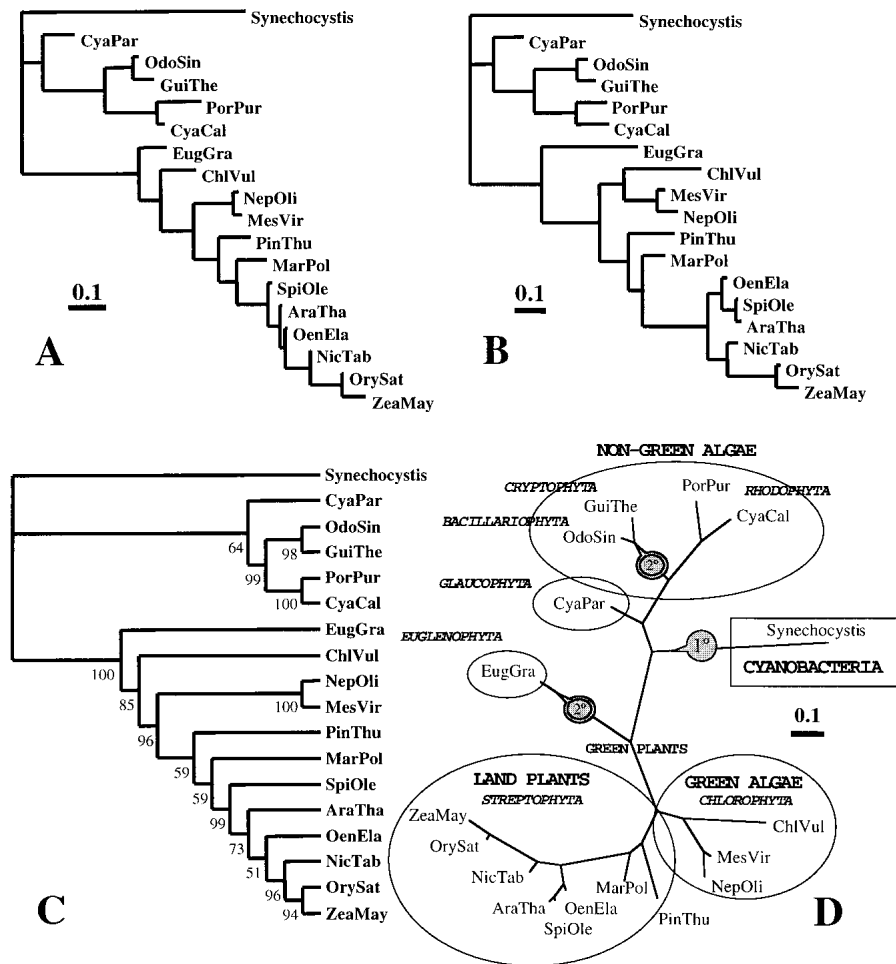 Synechocystis
CyaPar
OdoSin
GuiThe
PorPur
CyaCal
EugGra
ChlVul
NepOli
MesVir
PinThu
MarPol
SpiOle
AraTha
OenEla
NicTab
OrySat
ZeaMay
0.1
A
Synechocystis
CyaPar
OdoSin
GuiThe
PorPur
CyaCal
EugGra
ChlVul
MesVir
NepOli
PinThu
MarPol
OenEla
SpiOle
AraTha
NicTab
OrySat
ZeaMay
0.1
B
Synechocystis
CyaPar
OdoSin
GuiThe
PorPur
CyaCal
EugGra
ChlVul
NepOli
MesVir
PinThu
MarPol
SpiOle
AraTha
OenEla
NicTab
OrySat
ZeaMay
64
98
99
100
100
85
100
96
59
59
99
73
51
96
94
C
NON-GREEN ALGAE
CRYPTOPHYTA
PorPur
RHODOPHYTA
GuiThe
BACILLARIOPHYTA
CyaCal
OdoSin
2°
GLAUCOPHYTA
CyaPar
EUGLENOPHYTA
1°
Synechocystis
CYANOBACTERIA
EugGra
2°
0.1
GREEN PLANTS
LAND PLANTS
STREPTOPHYTA
GREEN ALGAE
CHLOROPHYTA
ZeaMay
ChlVul
OrySat
MesVir
NicTab
MarPol
NepOli
AraTha
OenEla
PinThu
SpiOle
D